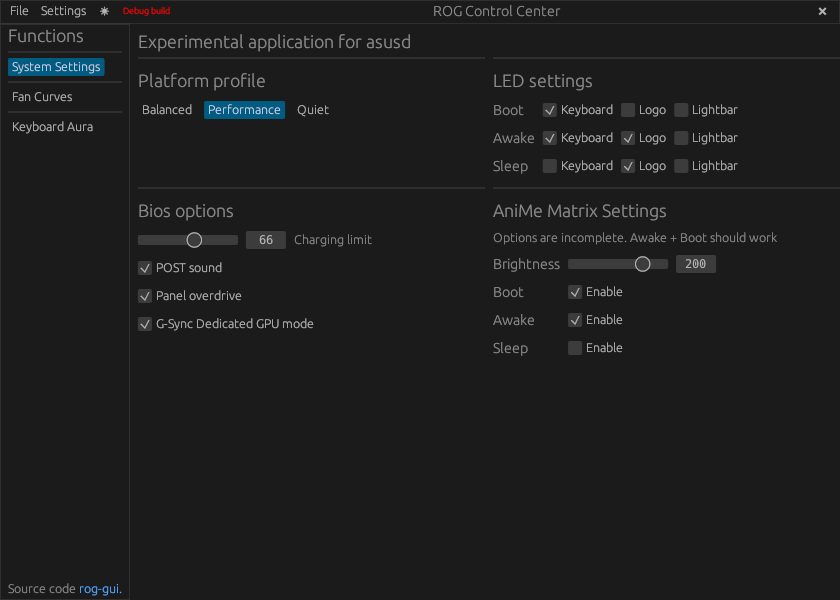 File Settings ☀ Debug build ROG Control Center ×
Functions
System Settings
Fan Curves
Keyboard Aura
Source code rog-gui.
Experimental application for asusd
Platform profile
Balanced Performance Quiet
LED settings
Boot Keyboard Logo Lightbar
Awake Keyboard Logo Lightbar
Sleep Keyboard Logo Lightbar
Bios options
66 Charging limit
POST sound
Panel overdrive
G-Sync Dedicated GPU mode
AniMe Matrix Settings
Options are incomplete. Awake + Boot should work
Brightness 200
Boot Enable
Awake Enable
Sleep Enable